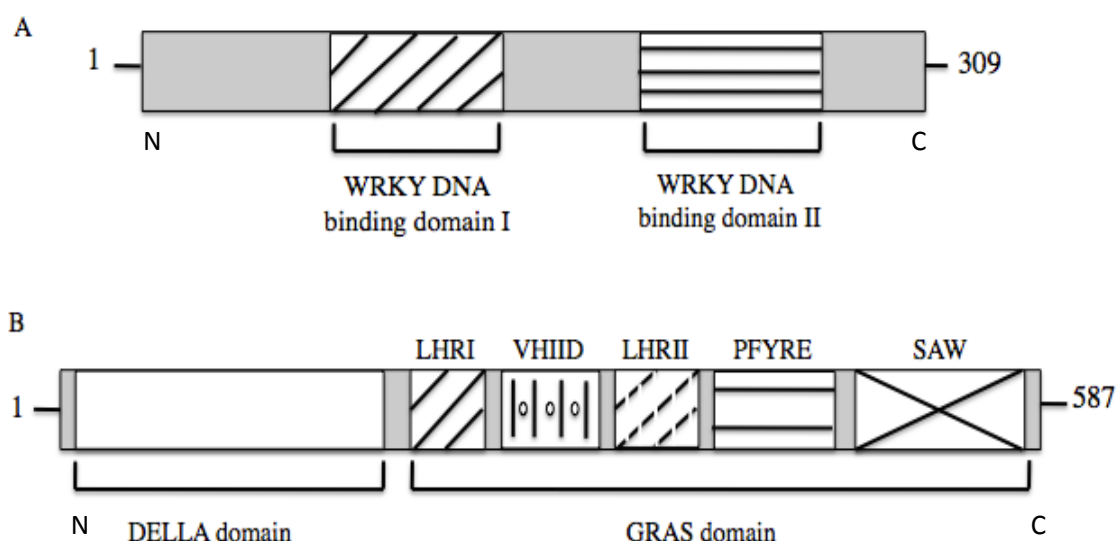 A
1
309
N
C
WRKY DNA
binding domain I
WRKY DNA
binding domain II
B
LHRI VHIID LHRII PFYRE SAW
1
587
N
DELLA domain
GRAS domain
C